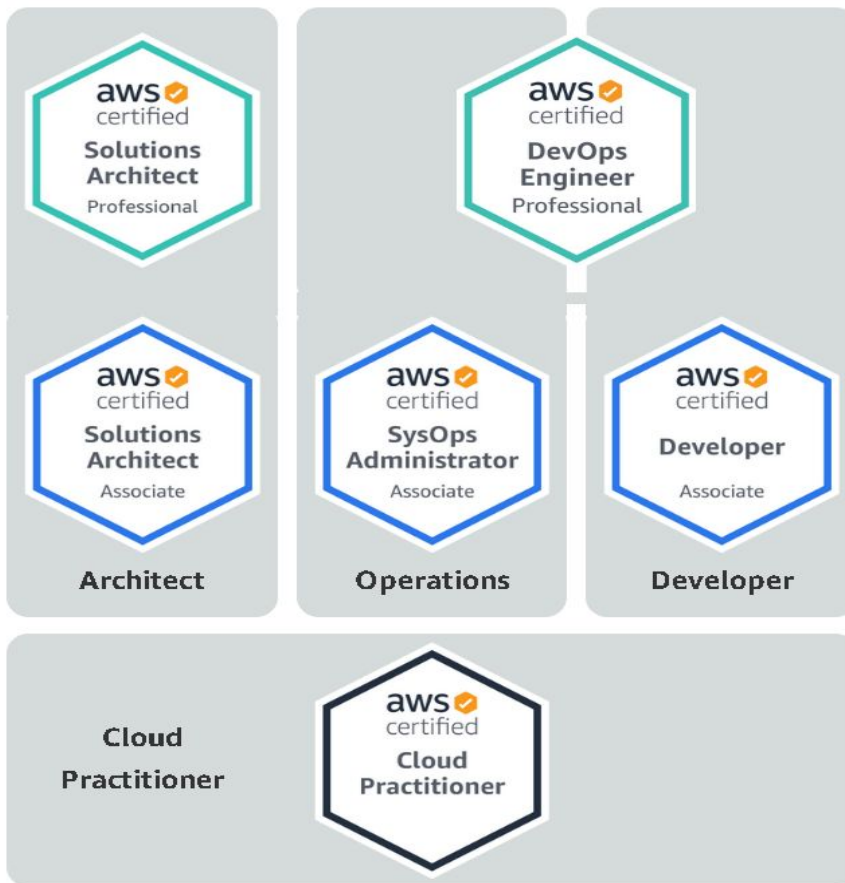 aws
certified
Solutions
Architect
Professional
aws
certified
DevOps
Engineer
Professional
aws
certified
Solutions
Architect
Associate
aws
certified
SysOps
Administrator
Associate
aws
certified
Developer
Associate
Architect
Operations
Developer
Cloud
Practitioner
aws
certified
Cloud
Practitioner